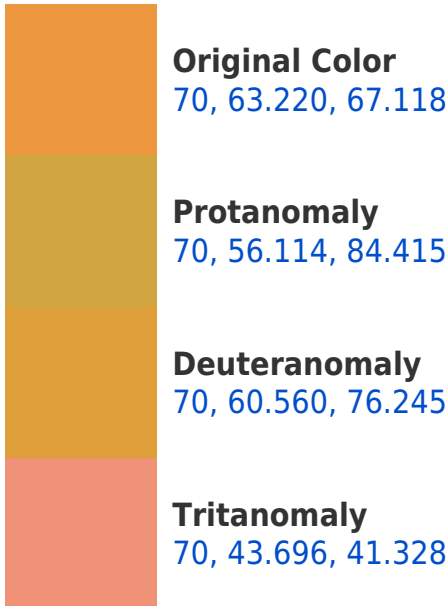 Original Color
70, 63.220, 67.118
Protanomaly
70, 56.114, 84.415
Deuteranomaly
70, 60.560, 76.245
Tritanomaly
70, 43.696, 41.328